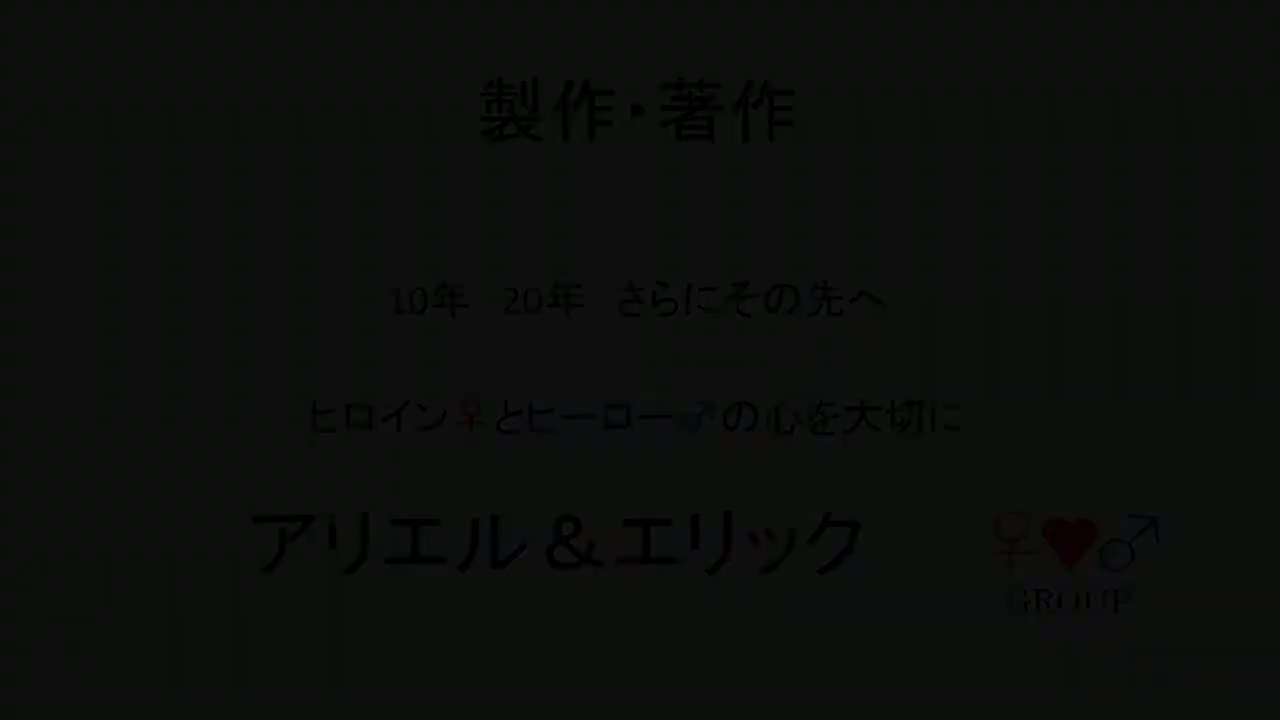 製作・著作
10年　20年　さらにその先へ
ヒロイン♀とヒーロー♂の心を大切に
アリエル＆エリック
♀♥♂
GROUP